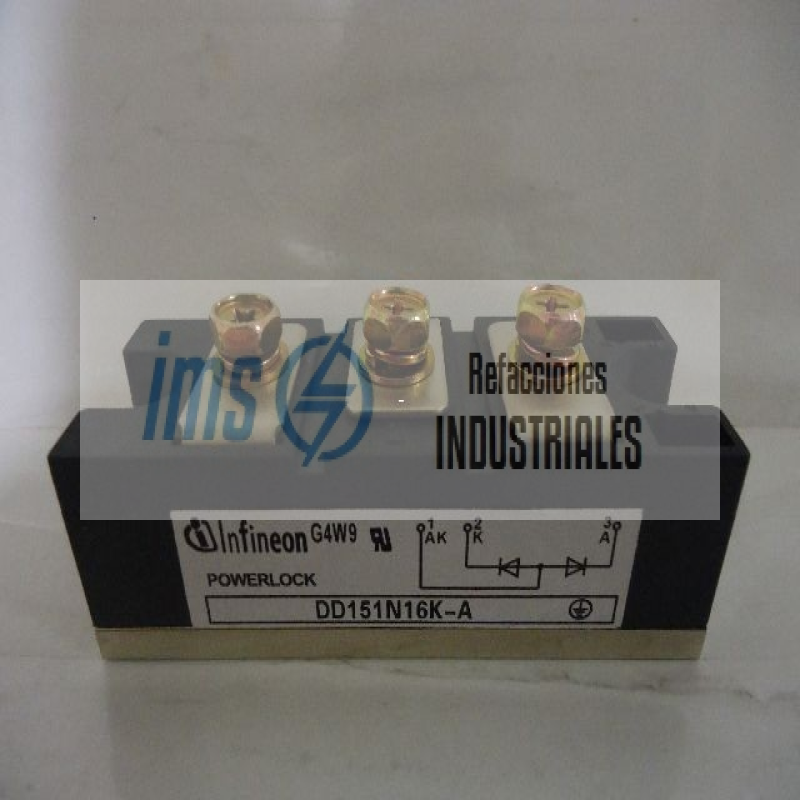 ims
Refacciones
INDUSTRIALES
Infineon G4W9
1 2 3
AK K A
POWERLOCK
DD151N16K-A